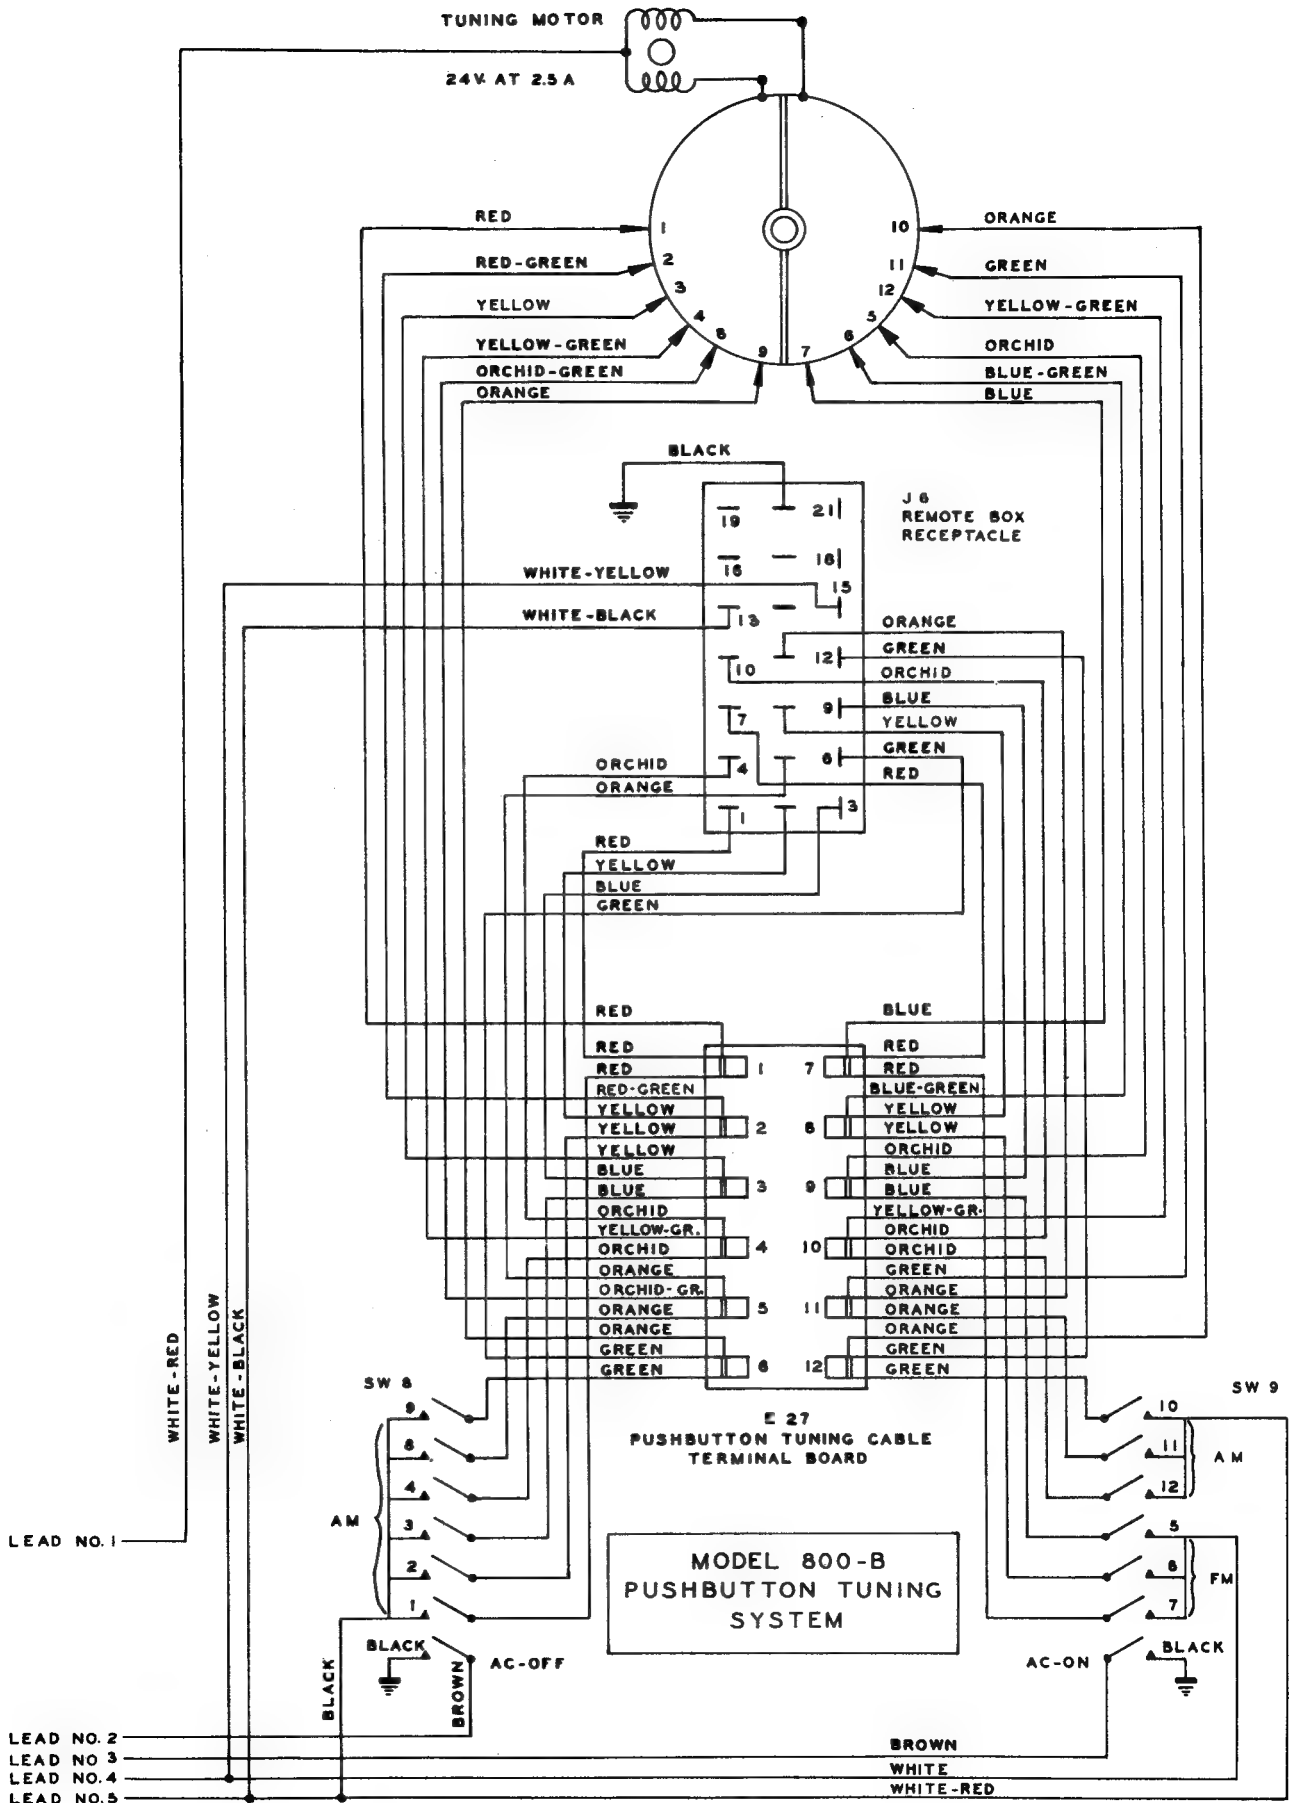 TUNING MOTOR
24V. AT 2.5 A
RED
1
10
ORANGE
RED-GREEN
2
11
GREEN
YELLOW
3
12
YELLOW-GREEN
YELLOW-GREEN
4
5
ORCHID
ORCHID-GREEN
8
6
BLUE-GREEN
ORANGE
9
7
BLUE
BLACK
J 6
REMOTE BOX
RECEPTACLE
19
21
16
18
WHITE-YELLOW
15
WHITE-BLACK
13
ORANGE
10
12
GREEN
ORCHID
7
9
BLUE
YELLOW
ORCHID
4
6
GREEN
ORANGE
RED
1
3
RED
YELLOW
BLUE
GREEN
RED
BLUE
RED
RED
RED
1
7
RED
RED-GREEN
BLUE-GREEN
YELLOW
YELLOW
YELLOW
2
8
YELLOW
YELLOW
ORCHID
BLUE
BLUE
BLUE
3
9
BLUE
ORCHID
YELLOW-GR.
YELLOW-GR.
ORCHID
ORCHID
4
10
ORCHID
ORANGE
GREEN
ORCHID-GR.
ORANGE
ORANGE
5
11
ORANGE
ORANGE
ORANGE
GREEN
GREEN
GREEN
6
12
GREEN
WHITE-RED
WHITE-YELLOW
WHITE-BLACK
SW 8
SW 9
9
8
4
3
2
1
AM
BLACK
AC-OFF
E 27
PUSHBUTTON TUNING CABLE
TERMINAL BOARD
10
11
12
AM
5
6
7
FM
BLACK
AC-ON
MODEL 800-B
PUSHBUTTON TUNING
SYSTEM
BLACK
BROWN
LEAD NO. 1
LEAD NO. 2
LEAD NO 3
BROWN
LEAD NO. 4
WHITE
LEAD NO. 5
WHITE-RED